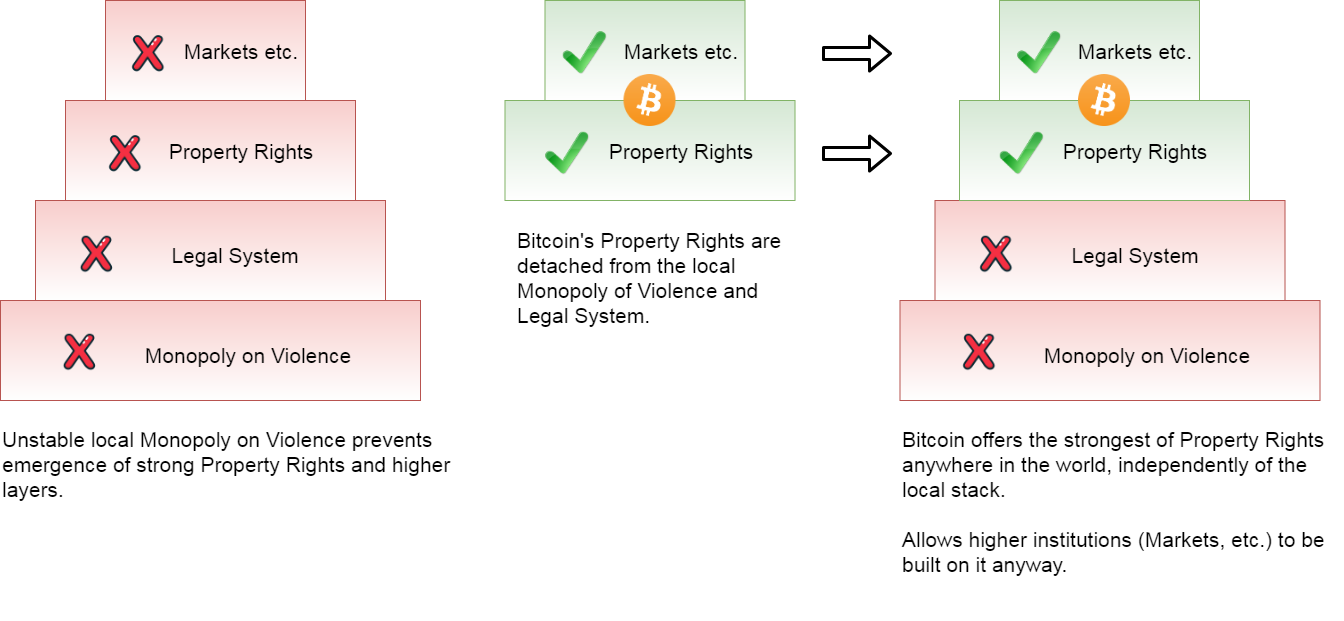 Markets etc.
Property Rights
Legal System
Monopoly on Violence
Unstable local Monopoly on Violence prevents
emergence of strong Property Rights and higher
layers.
Markets etc.
Property Rights
Bitcoin's Property Rights are
detached from the local
Monopoly of Violence and
Legal System.
Markets etc.
Property Rights
Legal System
Monopoly on Violence
Bitcoin offers the strongest of Property Rights
anywhere in the world, independently of the
local stack.
Allows higher institutions (Markets, etc.) to be
built on it anyway.